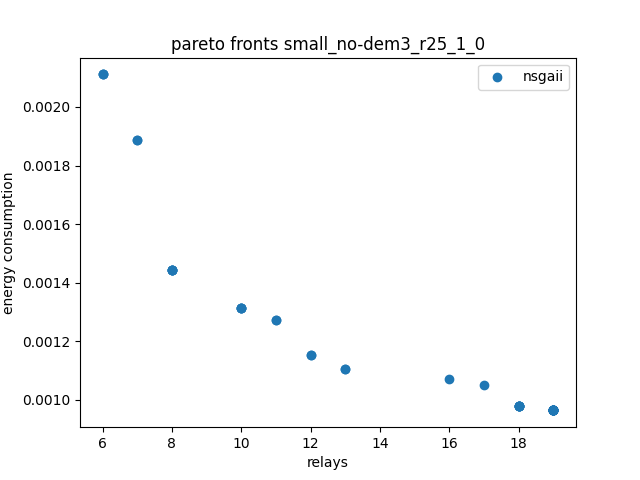 pareto fronts small_no-dem3_r25_1_0
nsgaii
0.0020
0.0018
0.0016
0.0014
0.0012
0.0010
energy consumption
6 8 10 12 14 16 18
relays